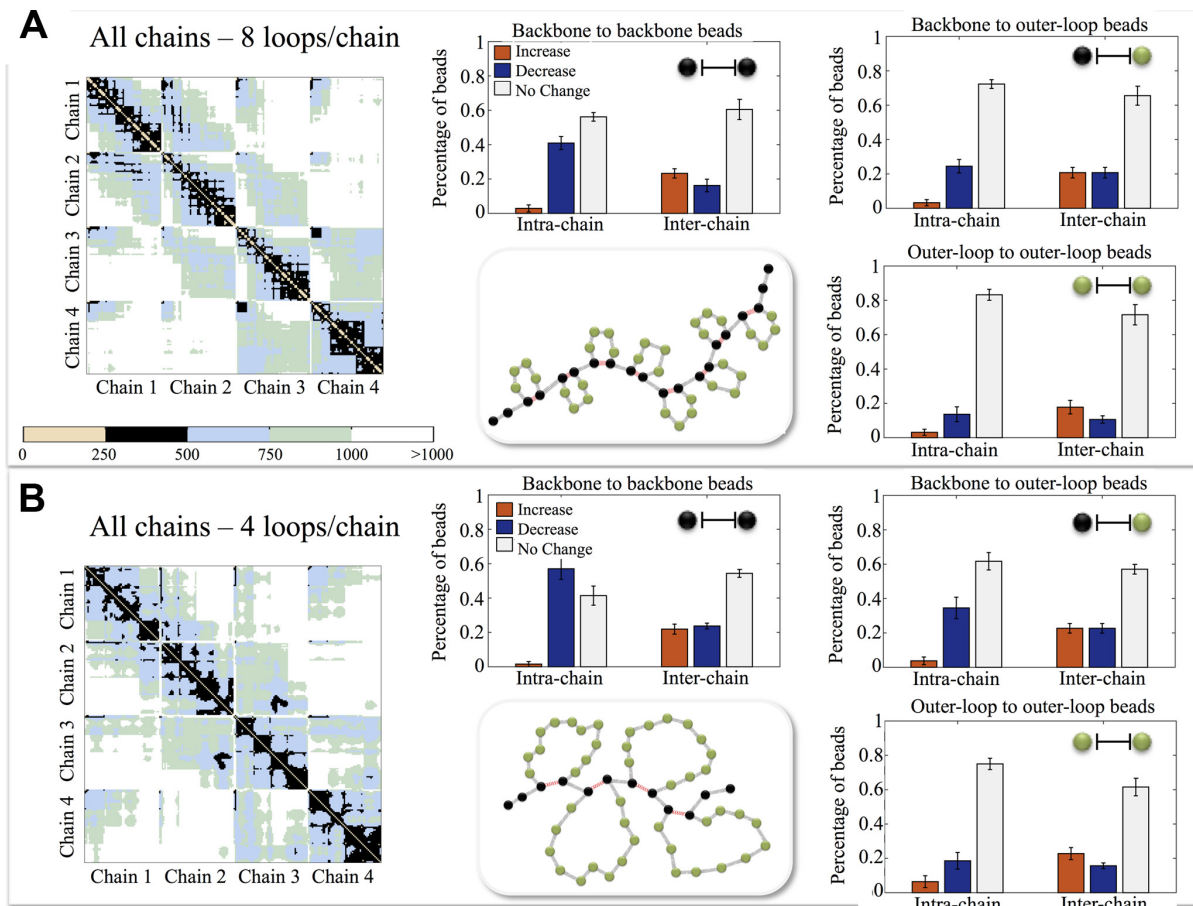 A
All chains – 8 loops/chain
Chain 1
Chain 2
Chain 3
Chain 4
Chain 1 Chain 2 Chain 3 Chain 4
0 250 500 750 1000 >1000
Backbone to backbone beads
Percentage of beads
1
0.8
0.6
0.4
0.2
0
Increase
Decrease
No Change
Intra-chain Inter-chain
Backbone to outer-loop beads
Percentage of beads
1
0.8
0.6
0.4
0.2
0
Intra-chain Inter-chain
Outer-loop to outer-loop beads
Percentage of beads
1
0.8
0.6
0.4
0.2
0
Intra-chain Inter-chain
B
All chains – 4 loops/chain
Chain 1
Chain 2
Chain 3
Chain 4
Chain 1 Chain 2 Chain 3 Chain 4
Backbone to backbone beads
Percentage of beads
1
0.8
0.6
0.4
0.2
0
Increase
Decrease
No Change
Intra-chain Inter-chain
Backbone to outer-loop beads
Percentage of beads
1
0.8
0.6
0.4
0.2
0
Intra-chain Inter-chain
Outer-loop to outer-loop beads
Percentage of beads
1
0.8
0.6
0.4
0.2
0
Intra-chain Inter-chain